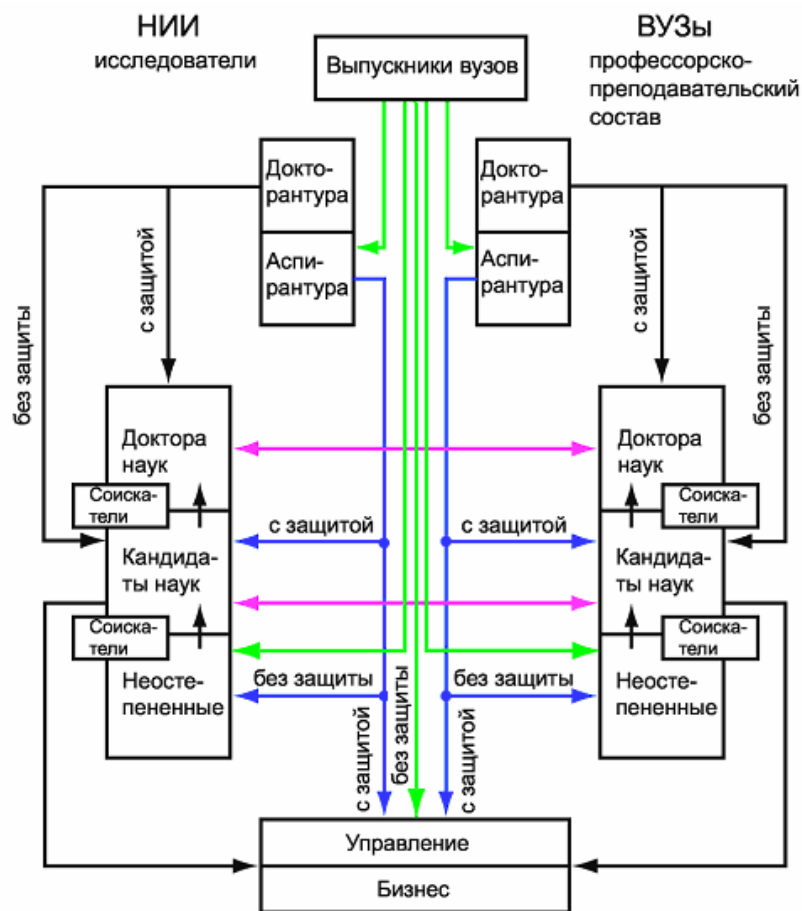 НИИ
исследователи
Выпускники вузов
ВУЗы
профессорско-
преподавательский
состав
Докто-
рантура
Аспи-
рантура
Докто-
рантура
Аспи-
рантура
без защиты
с защитой
с защитой
без защиты
Доктора
наук
Соиска-
тели
Кандида-
ты наук
Соиска-
тели
Неостe-
пененные
с защитой
с защитой
без защиты
без защиты
с защитой
без защиты
с защитой
Доктора
наук
Соиска-
тели
Кандида-
ты наук
Соиска-
тели
Неосте-
пененные
Управление
Бизнес